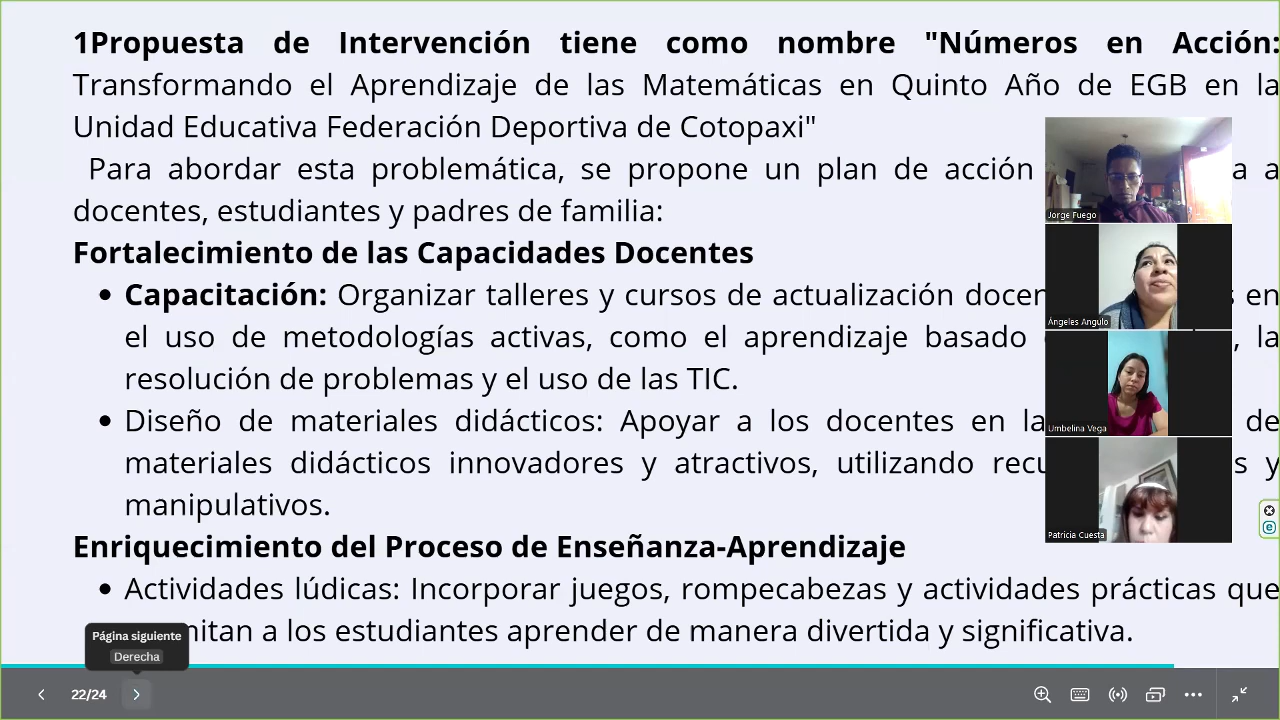 1Propuesta de Intervención tiene como nombre "Números en Acción:
Transformando el Aprendizaje de las Matemáticas en Quinto Año de EGB en la
Unidad Educativa Federación Deportiva de Cotopaxi"
Para abordar esta problemática, se propone un plan de acción a a
docentes, estudiantes y padres de familia:
Fortalecimiento de las Capacidades Docentes
Capacitación: Organizar talleres y cursos de actualización en
el uso de metodologías activas, como el aprendizaje basado , la
resolución de problemas y el uso de las TIC.
Diseño de materiales didácticos: Apoyar a los docentes en la de
materiales didácticos innovadores y atractivos, utilizando y
manipulativos.
Enriquecimiento del Proceso de Enseñanza-Aprendizaje
Actividades lúdicas: Incorporar juegos, rompecabezas y actividades prácticas que
mitan a los estudiantes aprender de manera divertida y significativa.
Jorge Fuego
Ángeles Angulo
Umbelina Vega
Patricia Cuesta
Página siguiente
Derecha
22/24